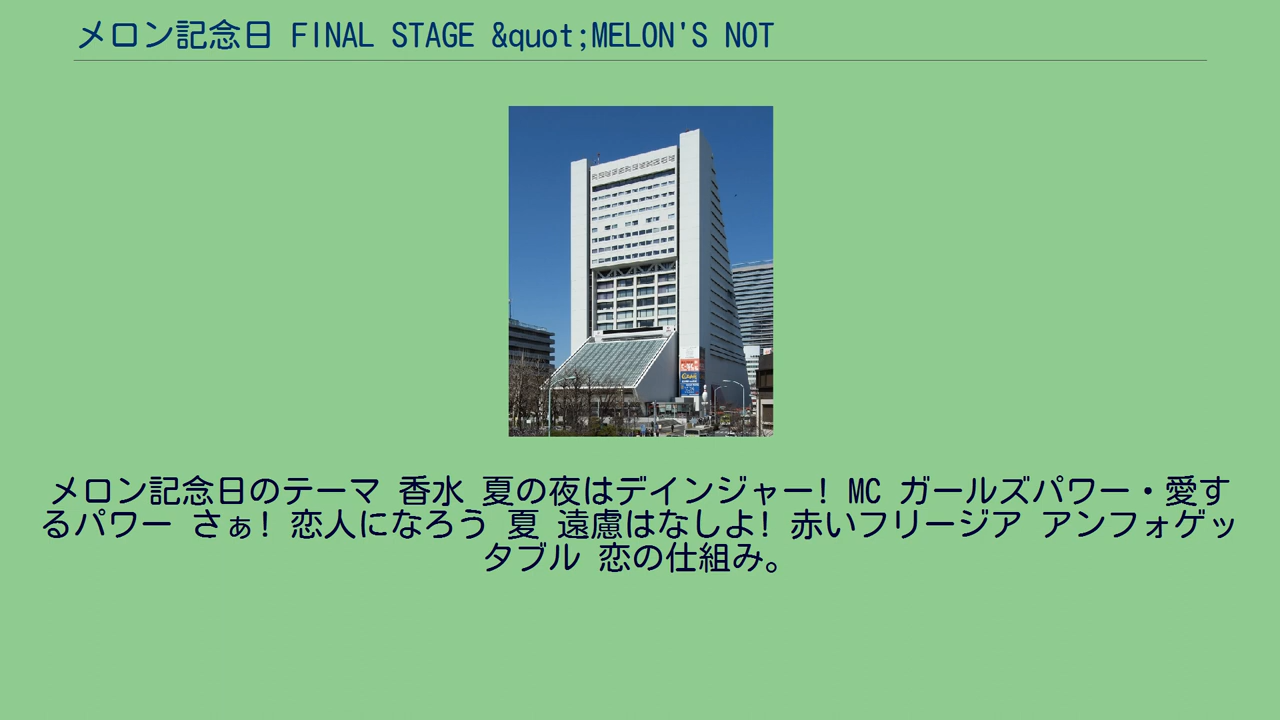 メロン記念日 FINAL STAGE &quot;MELON'S NOT
メロン記念日のテーマ 香水 夏の夜はデインジャー! MC ガールズパワー・愛す
るパワー さぁ! 恋人になろう 夏 遠慮はなしよ! 赤いフリージア アンフォゲッ
タブル 恋の仕組み。